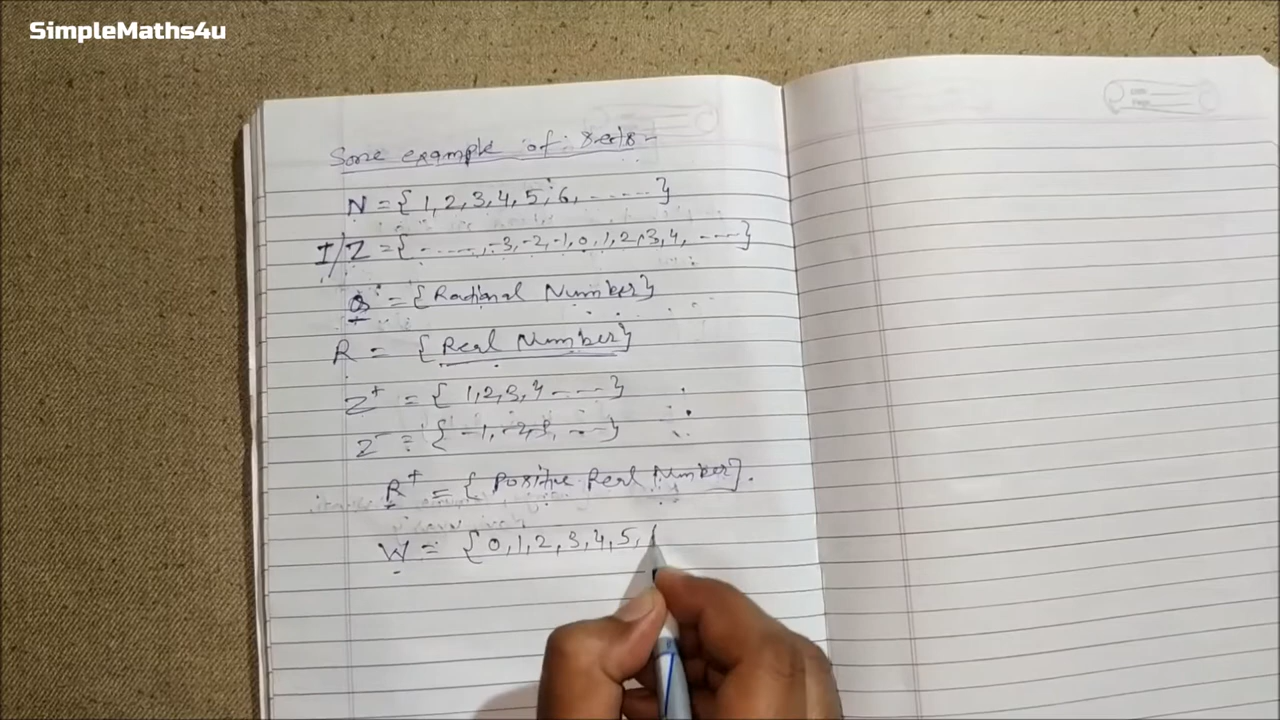 SimpleMaths4u
Some example of sets-
N = { 1, 2, 3, 4, 5, 6, ------ }
I/Z = { ------, -3, -2, -1, 0, 1, 2, 3, 4, ---- }
Q = { Rational Number }
R = { Real Number }
Z⁺ = { 1, 2, 3, 4 ----- }
Z⁻ = { -1, -2, 3, ---- }
R⁺ = { Positive Real Number }.
W = { 0, 1, 2, 3, 4, 5,